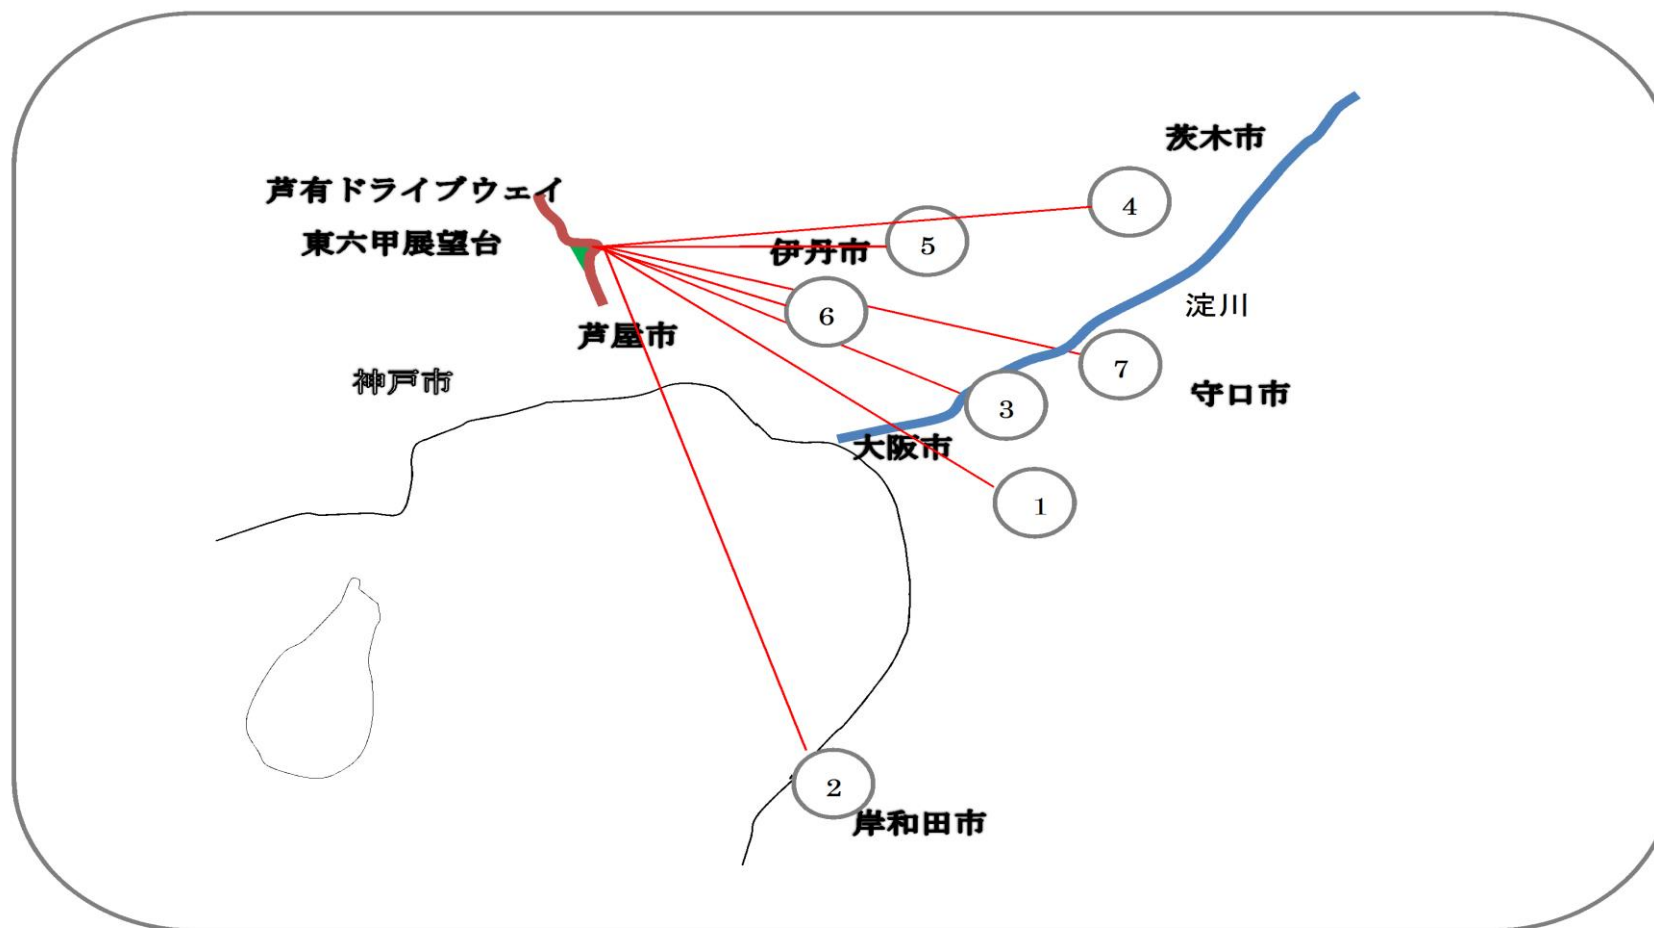 茨木市
芦有ドライブウェイ
4
東六甲展望台
伊丹市
5
淀川
6
芦屋市
7
神戸市
守口市
3
大阪市
1
2
岸和田市